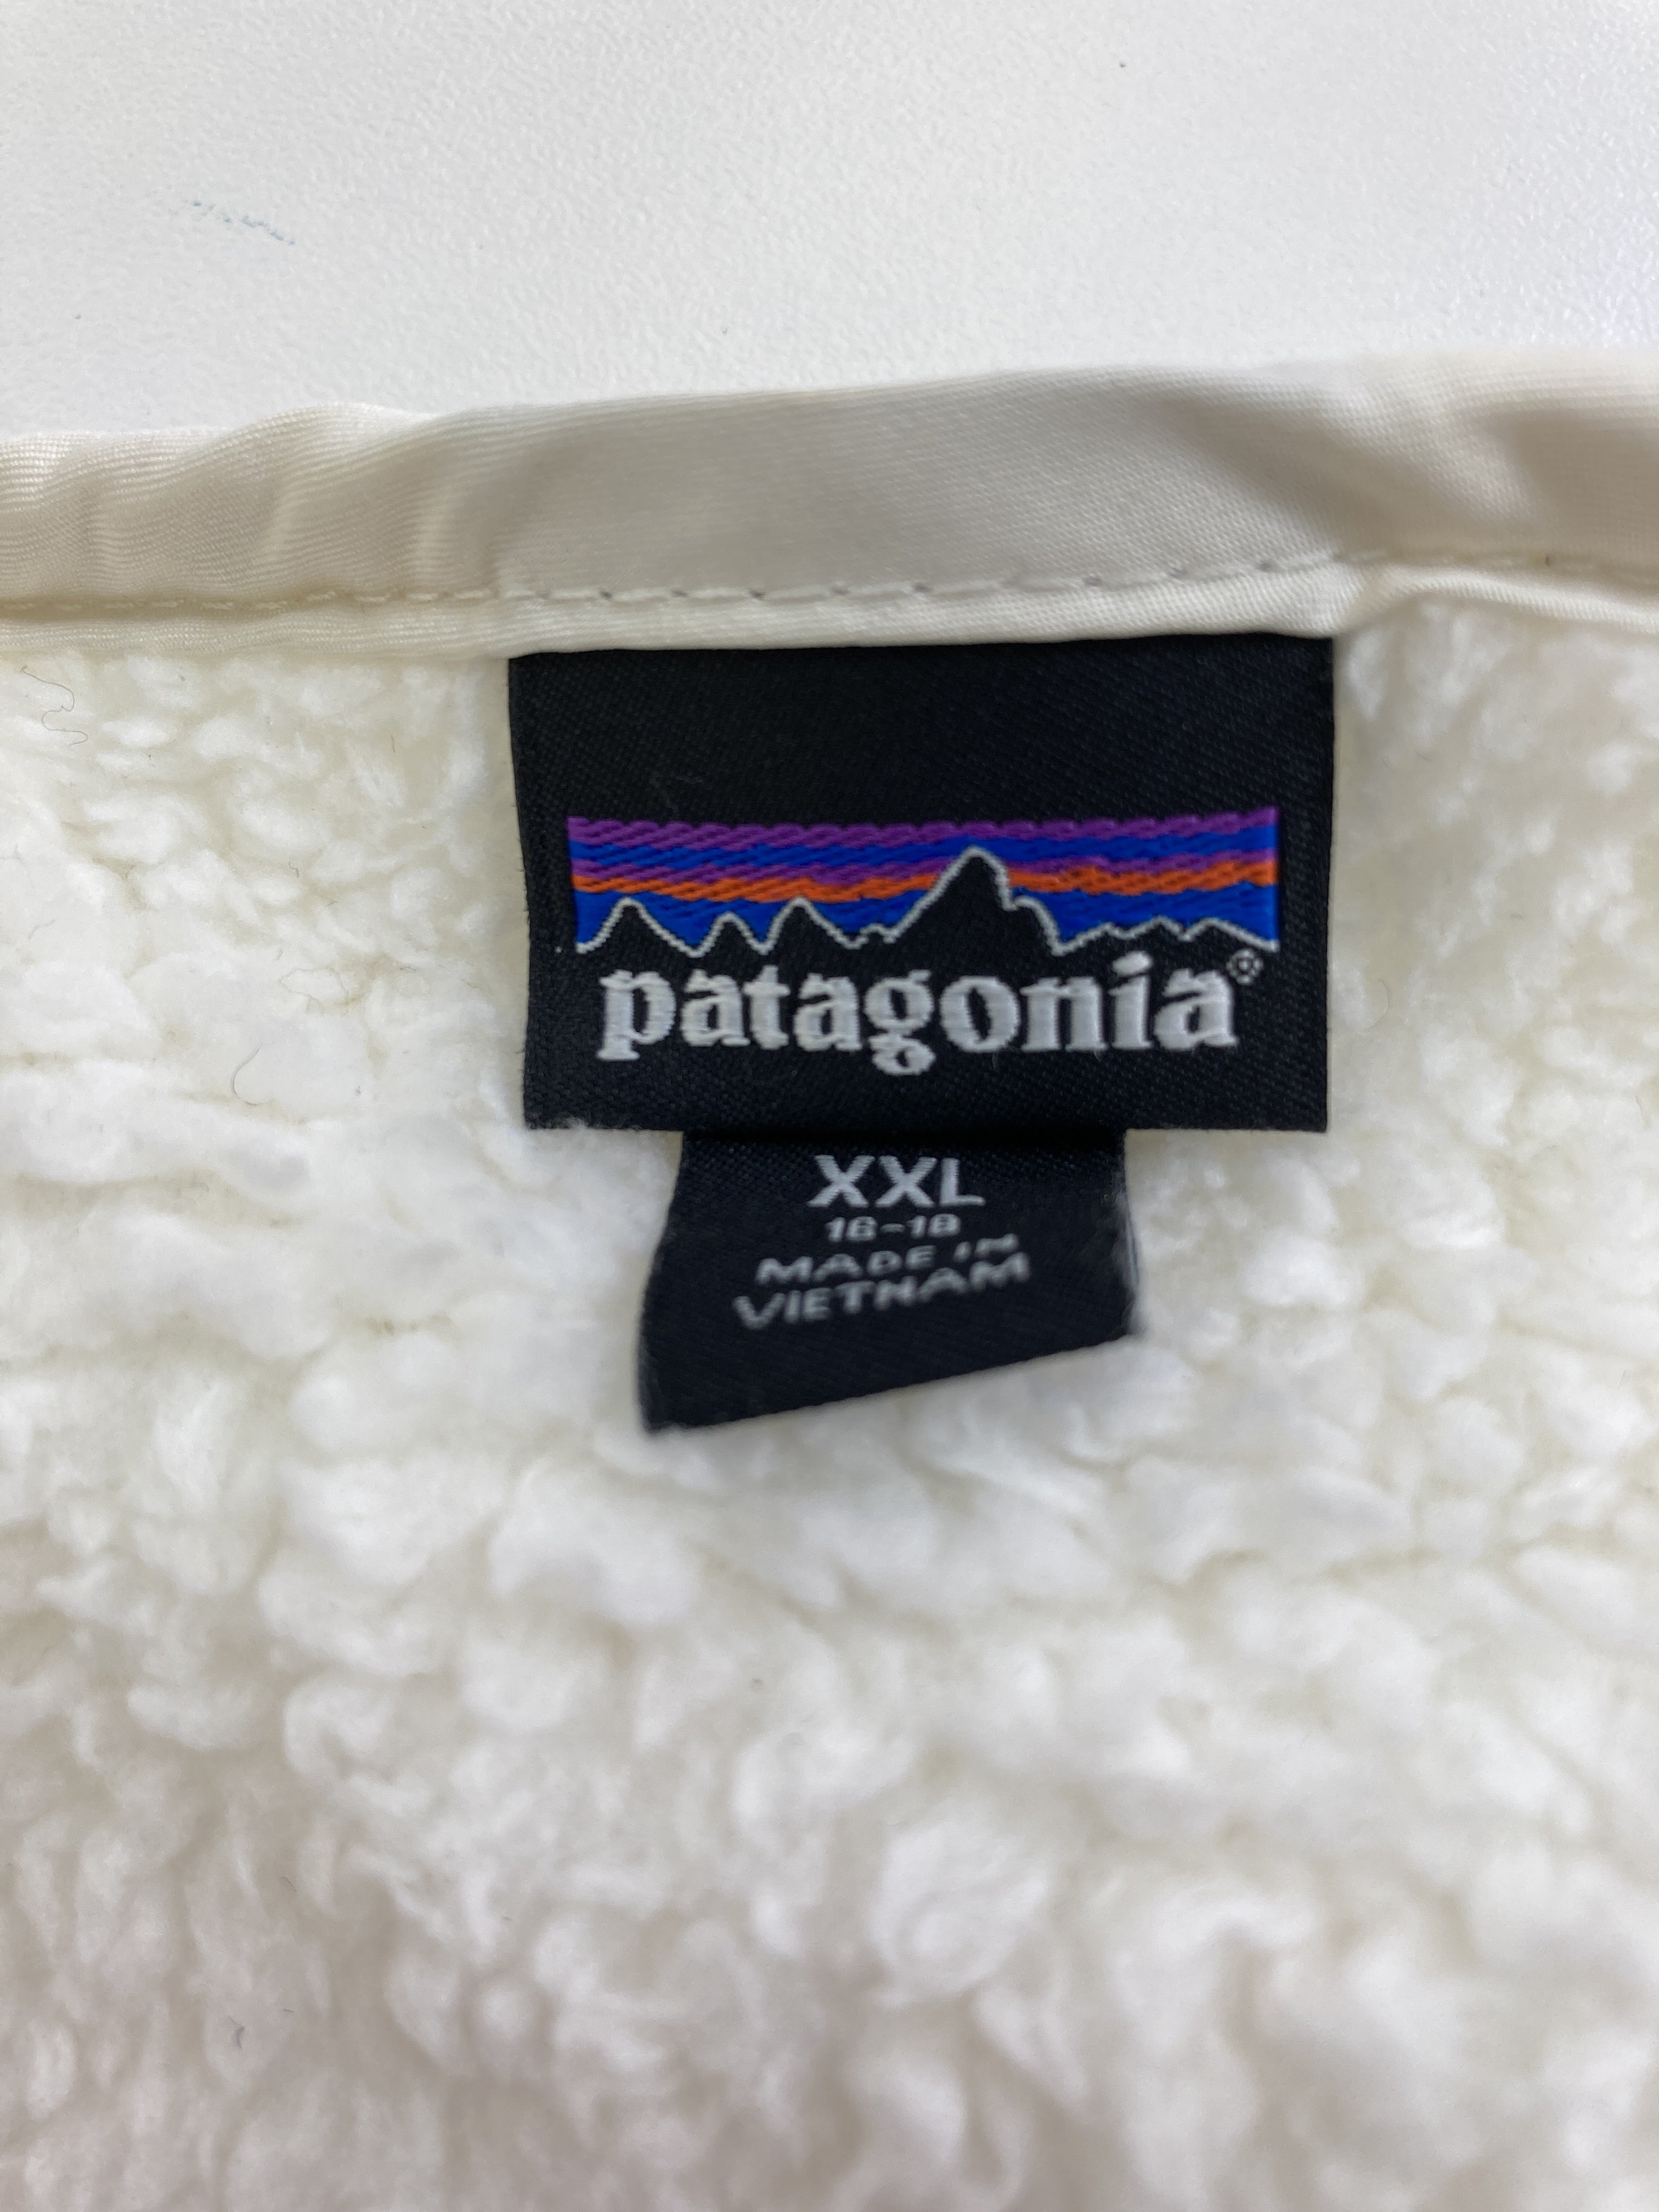 patagonia®
XXL
16-18
MADE IN
VIETNAM